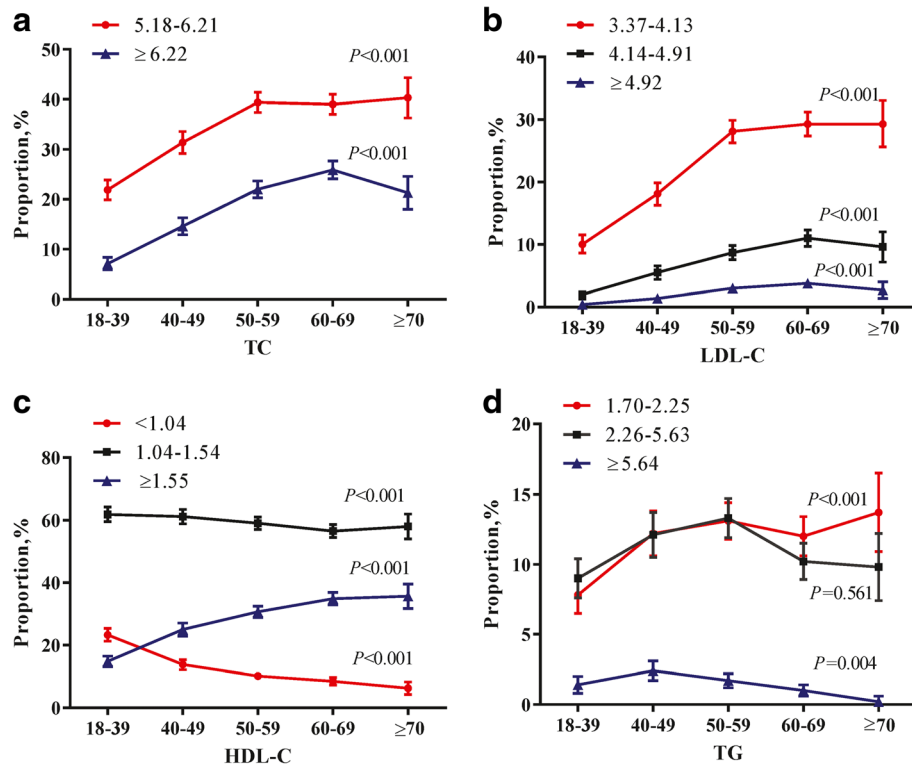 a
5.18-6.21
≥6.22
50
40
30
20
10
0
Proportion,%
P<0.001
P<0.001
18-39 40-49 50-59 60-69 ≥70
TC
b
3.37-4.13
4.14-4.91
≥4.92
40
30
20
10
0
Proportion,%
P<0.001
P<0.001
P<0.001
18-39 40-49 50-59 60-69 ≥70
LDL-C
c
<1.04
1.04-1.54
≥1.55
80
60
40
20
0
Proportion,%
P<0.001
P<0.001
P<0.001
18-39 40-49 50-59 60-69 ≥70
HDL-C
d
1.70-2.25
2.26-5.63
≥5.64
20
15
10
5
0
Proportion,%
P<0.001
P=0.561
P=0.004
18-39 40-49 50-59 60-69 ≥70
TG